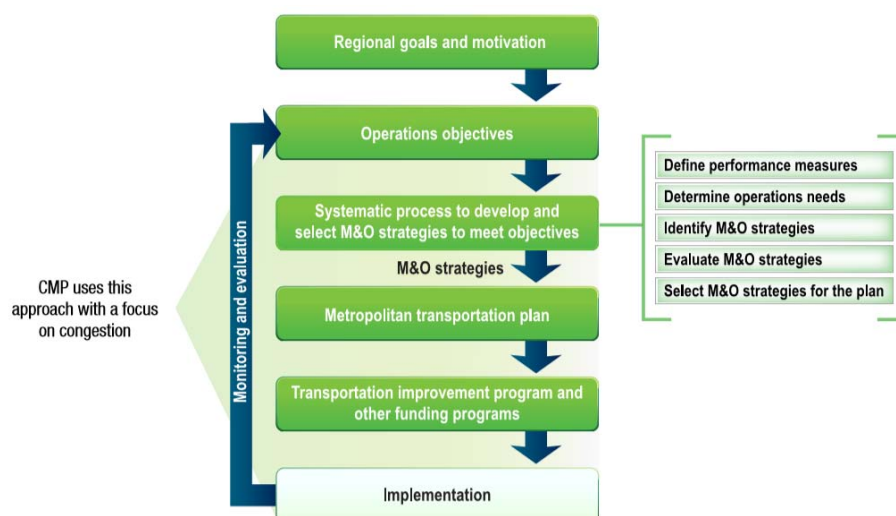 Regional goals and motivation
Operations objectives
Systematic process to develop and
select M&O strategies to meet objectives
M&O strategies
Metropolitan transportation plan
Transportation improvement program and
other funding programs
Implementation
Monitoring and evaluation
CMP uses this
approach with a focus
on congestion
Define performance measures
Determine operations needs
Identify M&O strategies
Evaluate M&O strategies
Select M&O strategies for the plan